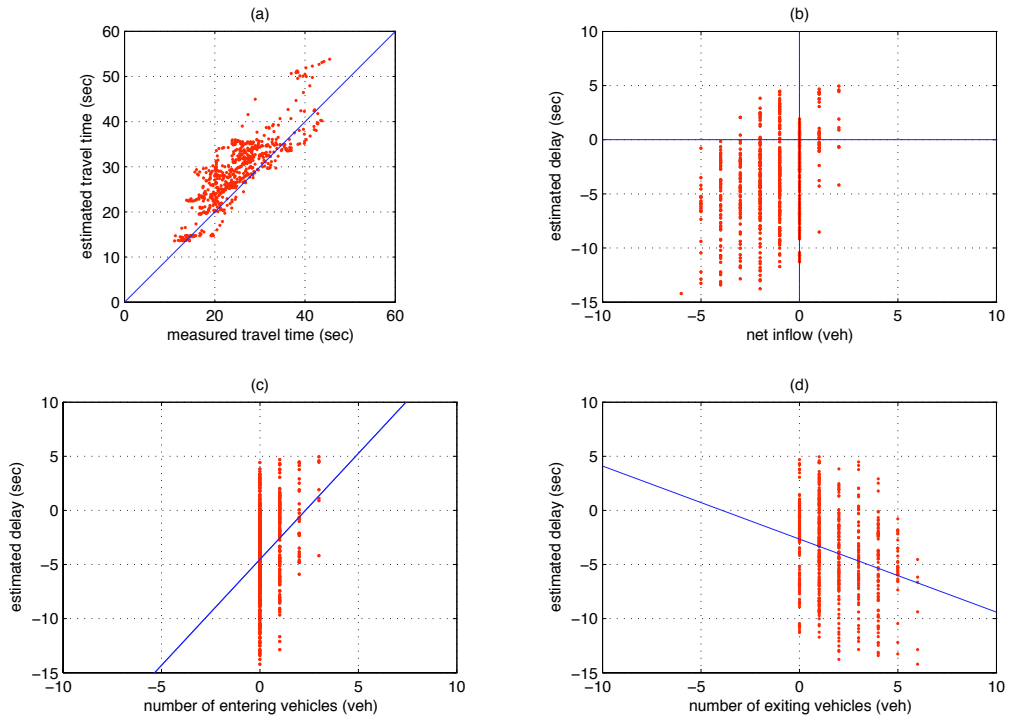 (a)
60
50
40
30
20
10
0
0 20 40 60
estimated travel time (sec)
measured travel time (sec)
(b)
10
5
0
−5
−10
−15
−10 −5 0 5 10
estimated delay (sec)
net inflow (veh)
(c)
10
5
0
−5
−10
−15
−10 −5 0 5 10
estimated delay (sec)
number of entering vehicles (veh)
(d)
10
5
0
−5
−10
−15
−10 −5 0 5 10
estimated delay (sec)
number of exiting vehicles (veh)